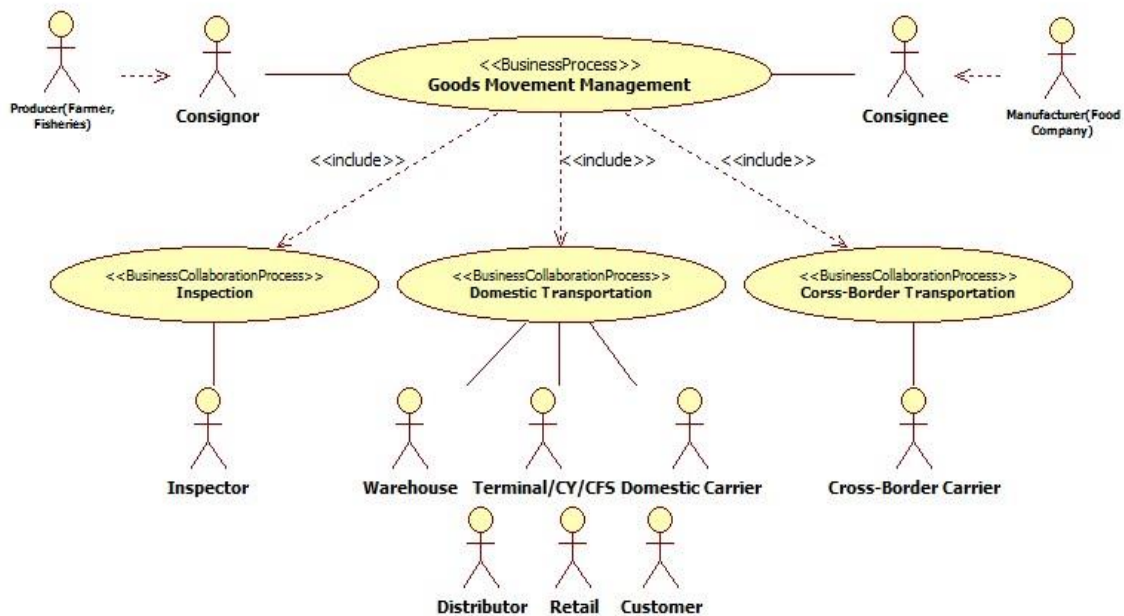 <<BusinessProcess>>
Goods Movement Management
Producer(Farmer,
Fisheries)
Consignor
Consignee
Manufacturer(Food
Company)
<<include>>
<<include>>
<<include>>
<<BusinessCollaborationProcess>>
Inspection
<<BusinessCollaborationProcess>>
Domestic Transportation
<<BusinessCollaborationProcess>>
Corss-Border Transportation
Inspector
Warehouse
Terminal/CY/CFS
Domestic Carrier
Cross-Border Carrier
Distributor
Retail
Customer